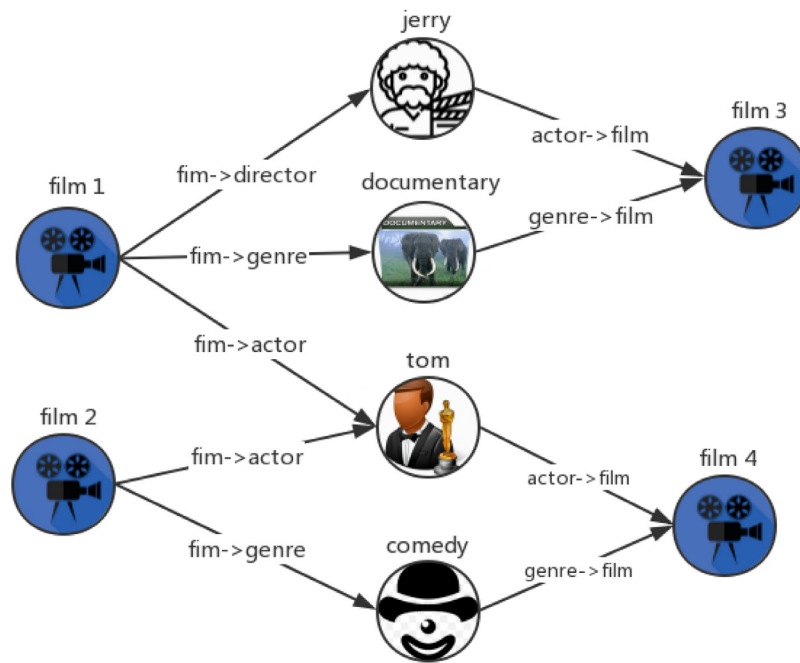 jerry
film 3
actor->film
fim->director
documentary
film 1
genre->film
DOCUMENTARY
fim->genre
fim->actor
tom
film 2
fim->actor
film 4
actor->film
fim->genre
comedy
genre->film